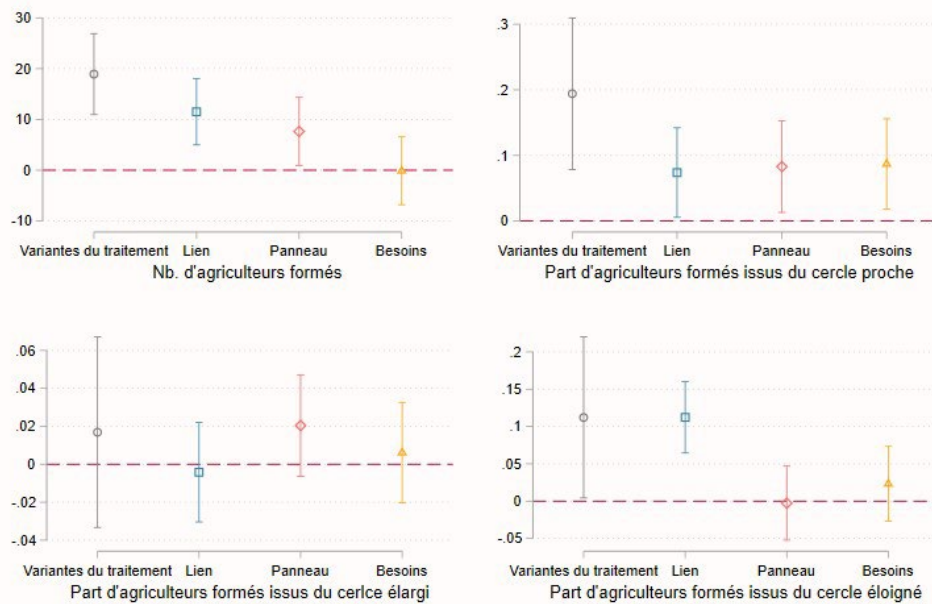 30
20
10
0
-10
Variantes du traitement Lien Panneau Besoins
Nb. d'agriculteurs formés
.3
.2
.1
0
Variantes du traitement Lien Panneau Besoins
Part d'agriculteurs formés issus du cercle proche
.06
.04
.02
0
-.02
-.04
Variantes du traitement Lien Panneau Besoins
Part d'agriculteurs formés issus du cerlce élargi
.2
.15
.1
.05
0
-.05
Variantes du traitement Lien Panneau Besoins
Part d'agriculteurs formés issus du cercle éloigné